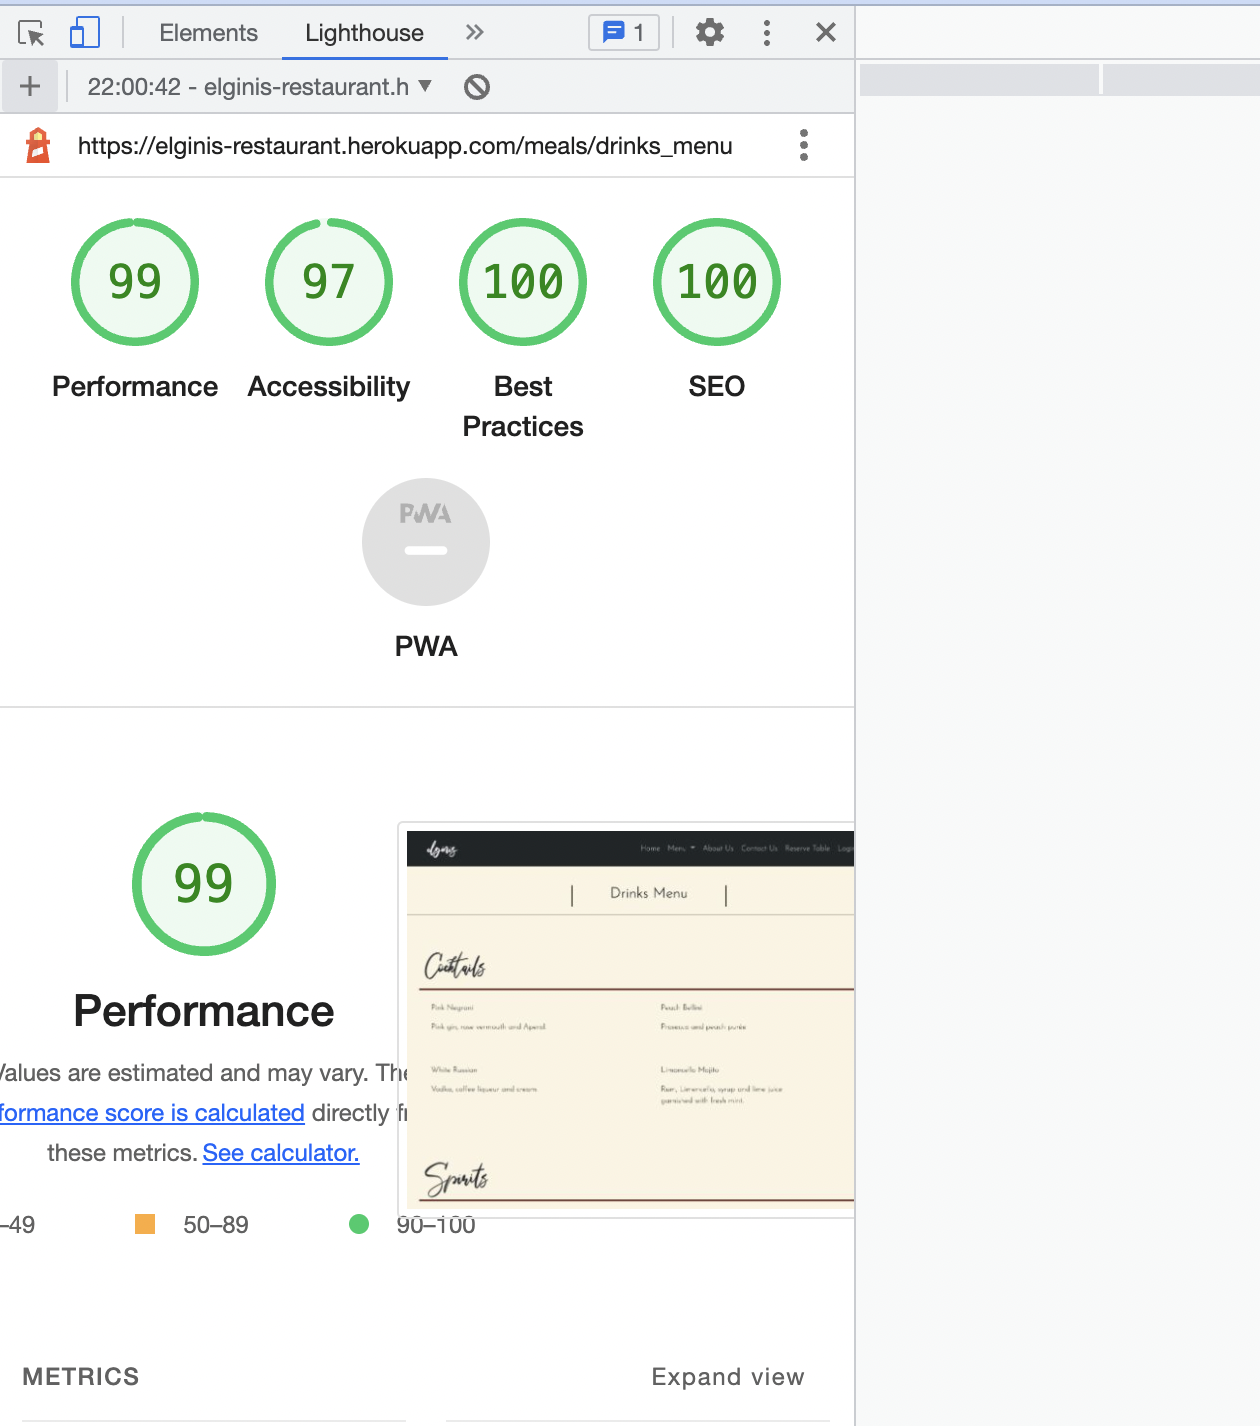 Elements Lighthouse 1
22:00:42 - elginis-restaurant.h
https://elginis-restaurant.herokuapp.com/meals/drinks_menu
99 97 100 100
Performance Accessibility Best Practices SEO
PWA
PWA
99
Performance
Values are estimated and may vary. The
formance score is calculated directly fr
these metrics. See calculator.
–49 50–89 90–100
elginis
Home Menu About Us Contact Us Reserve Table Login
Drinks Menu
Cocktails
Pink Negroni Peach Bellini
Pink gin, rose vermouth and Aperol Prosecco and peach purée
White Russian Limoncello Mojito
Vodka, coffee liqueur and cream Rum, Limoncello, syrup and lime juice
garnished with fresh mint.
Spirits
METRICS Expand view